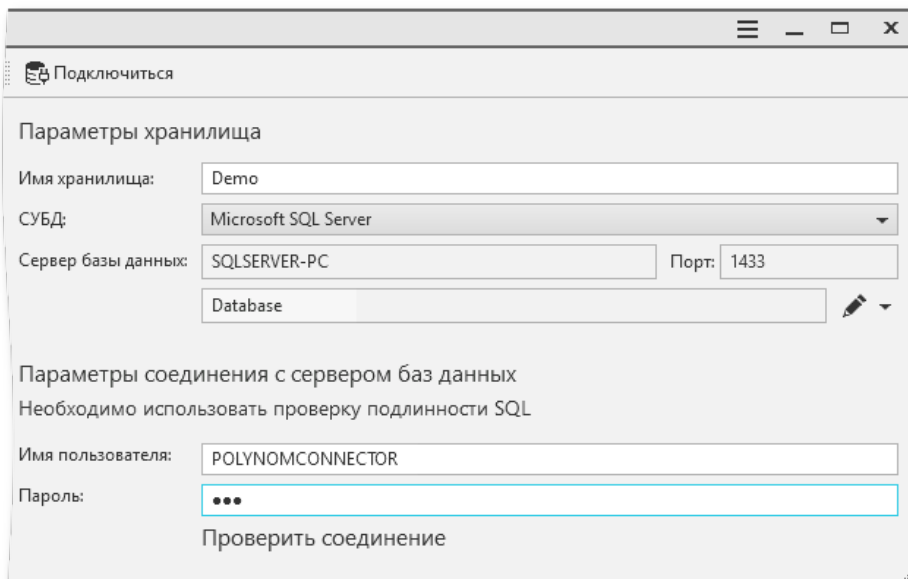 Подключиться
Параметры хранилища
Имя хранилища: Demo
СУБД: Microsoft SQL Server
Сервер базы данных: SQLSERVER-PC Порт: 1433
Database
Параметры соединения с сервером баз данных
Необходимо использовать проверку подлинности SQL
Имя пользователя: POLYNOMCONNECTOR
Пароль: •••
Проверить соединение